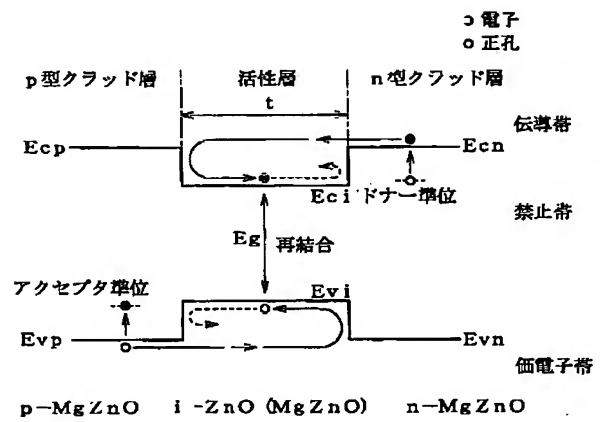 電子
正孔
p型クラッド層 活性層 n型クラッド層
t
伝導帯
Ecp Ecn
Eci ドナー準位
禁止帯
Eg 再結合
アクセプタ準位 Evi
Evp Evn
価電子帯
p-MgZnO i-ZnO (MgZnO) n-MgZnO